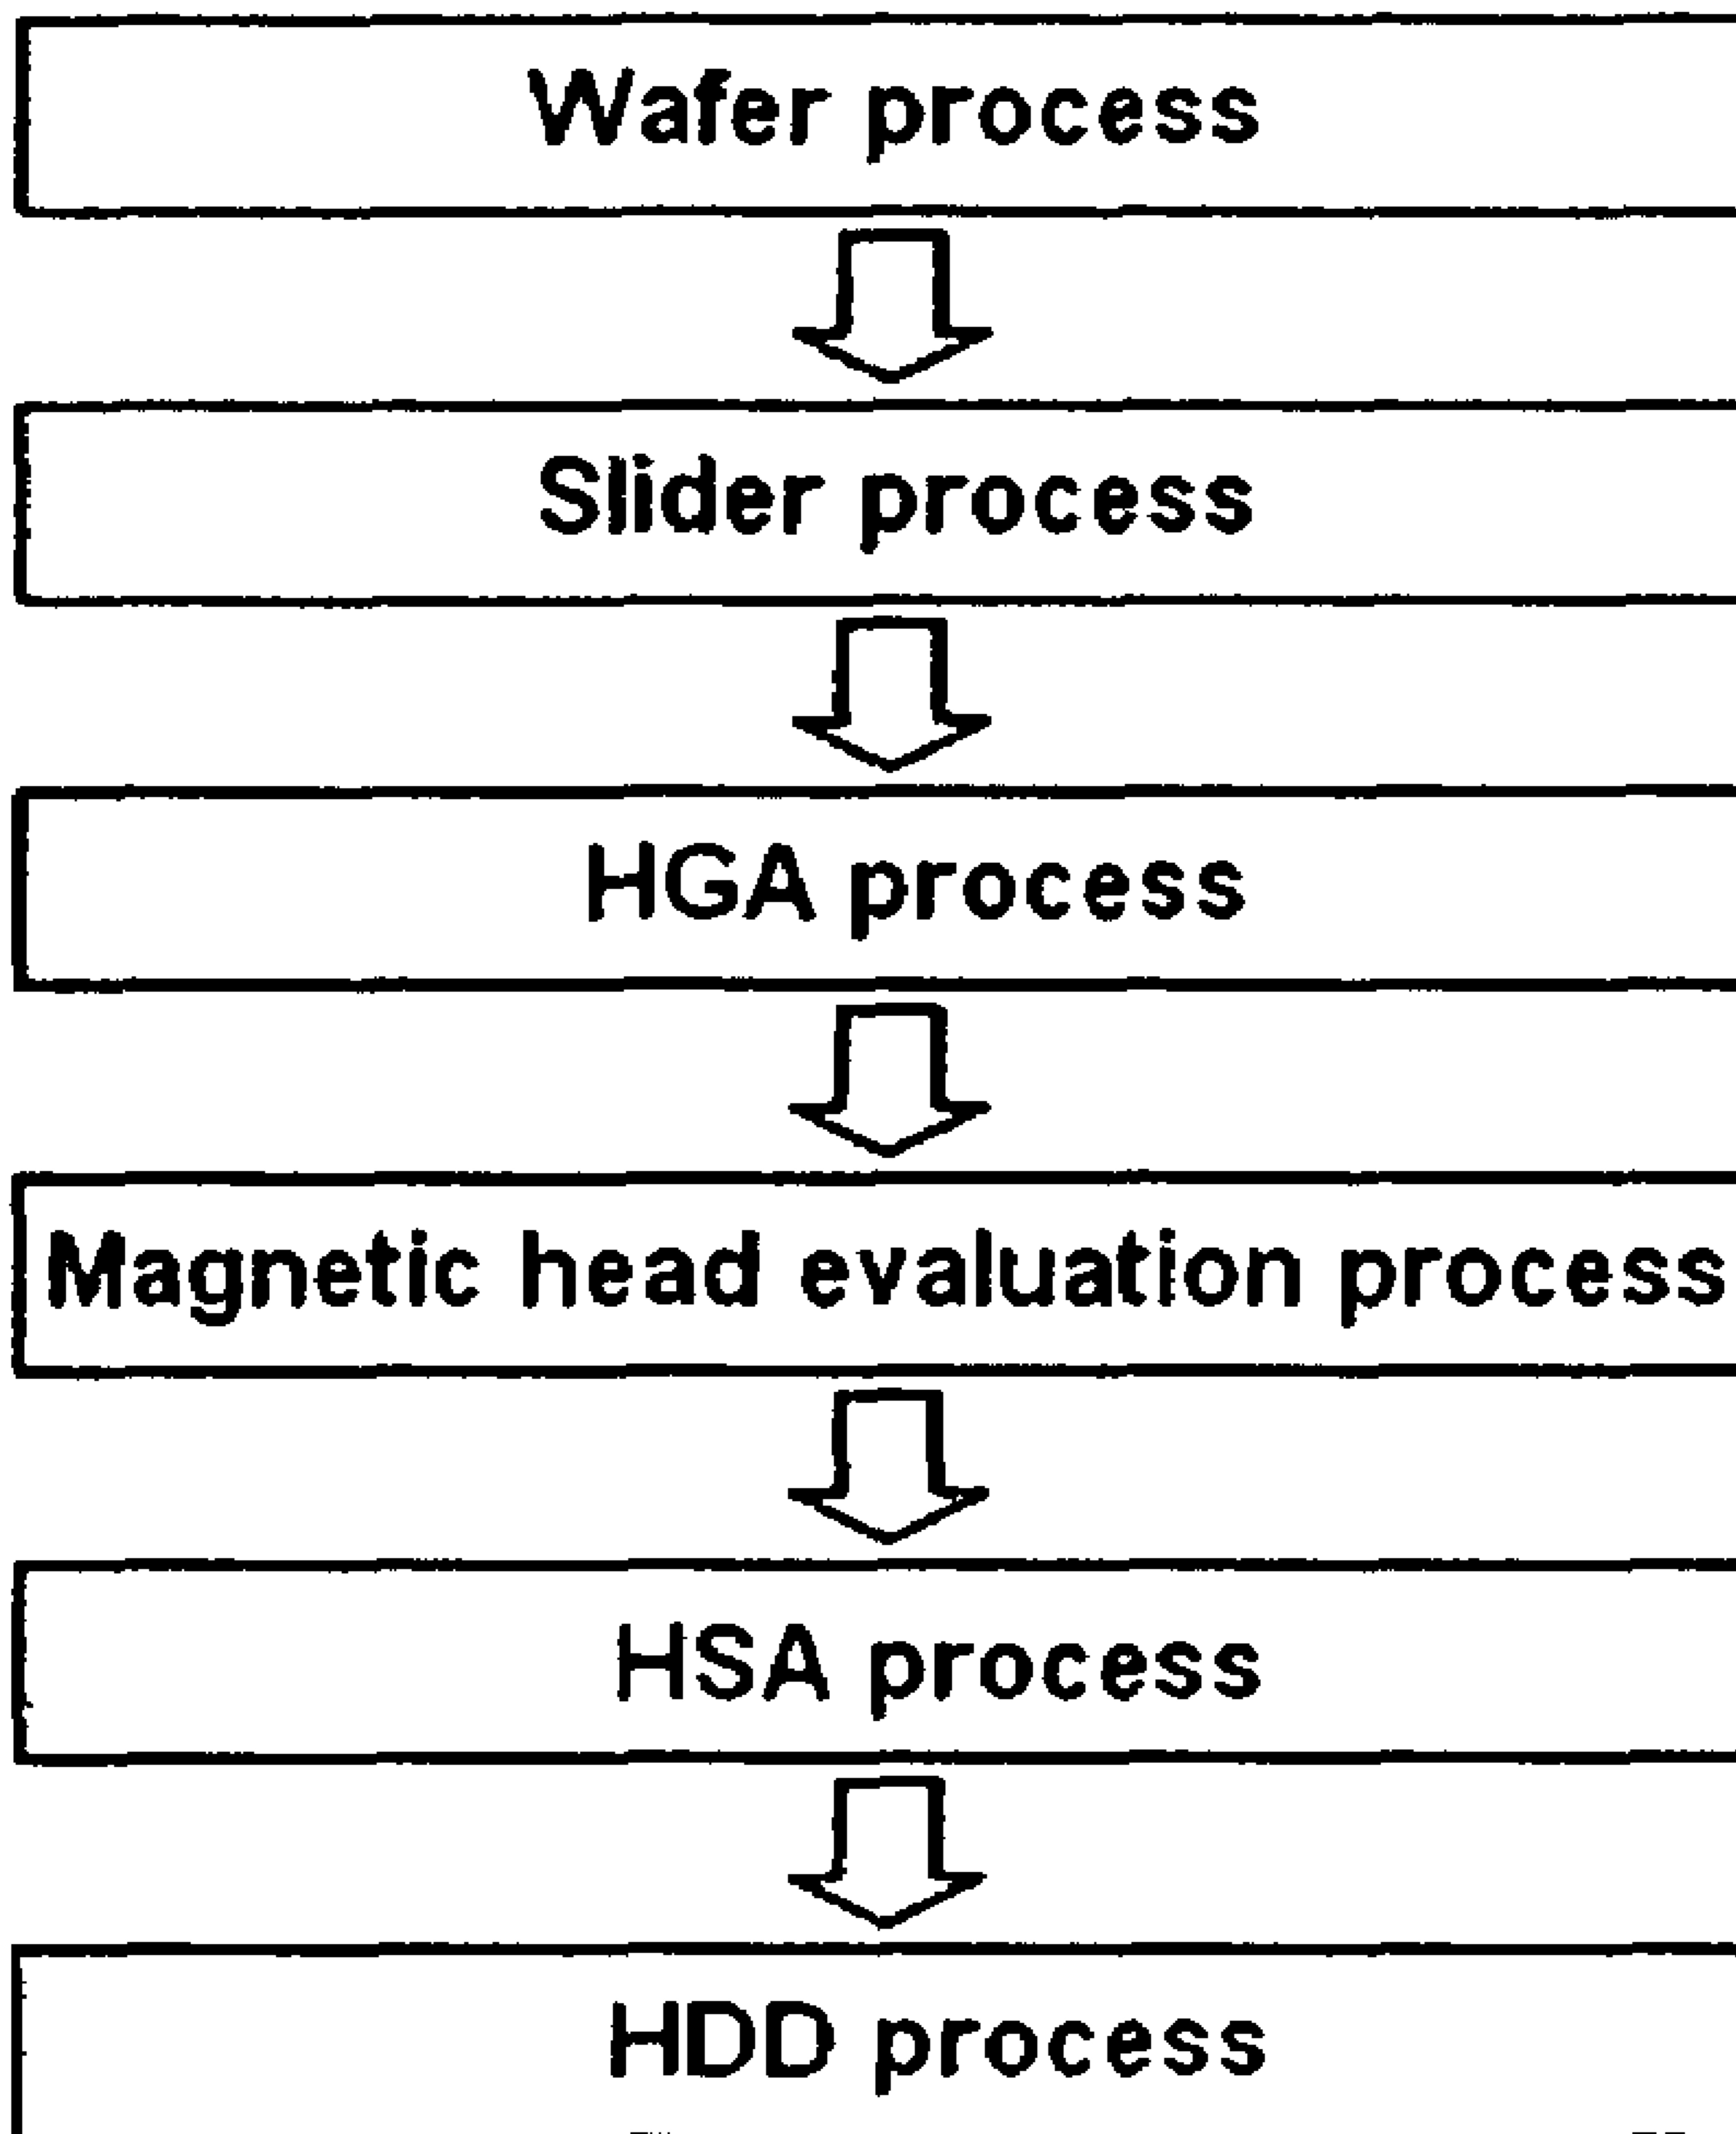 Wafer process
Slider process
HGA process
Magnetic head evaluation process
HSA process
HDD process